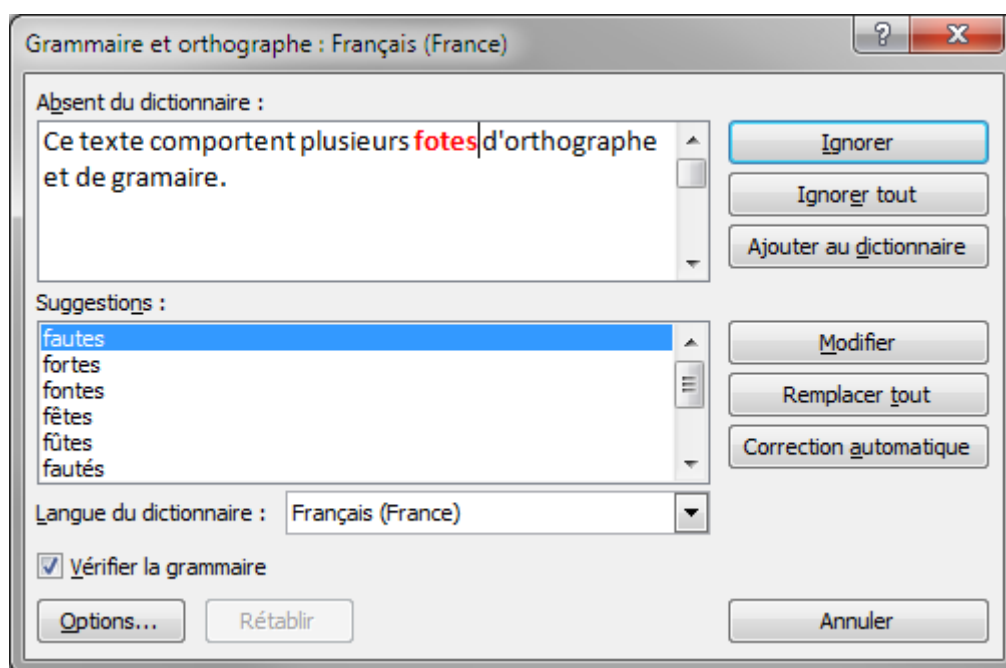 Grammaire et orthographe : Français (France)
Absent du dictionnaire :
Ce texte comportent plusieurs fotes d'orthographe
et de gramaire.
Ignorer
Ignorer tout
Ajouter au dictionnaire
Suggestions :
fautes
fortes
fontes
fêtes
fûtes
fautés
Modifier
Remplacer tout
Correction automatique
Langue du dictionnaire : Français (France)
Vérifier la grammaire
Options... Rétablir Annuler